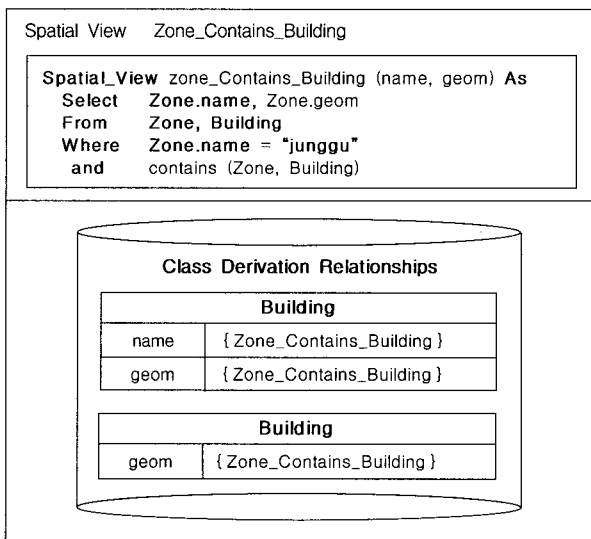 Spatial View Zone_Contains_Building
Spatial_View zone_Contains_Building (name, geom) As
Select Zone.name, Zone.geom
From Zone, Building
Where Zone.name = "junggu"
and contains (Zone, Building)
Class Derivation Relationships
Building
name { Zone_Contains_Building }
geom { Zone_Contains_Building }
Building
geom { Zone_Contains_Building }